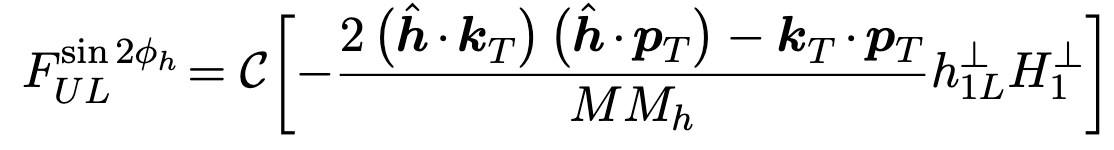 $F_{UL}^{\sin 2\phi_h} = \mathcal{C}\left[-\frac{2\left(\hat{\boldsymbol{h}}\cdot\boldsymbol{k}_T\right)\left(\hat{\boldsymbol{h}}\cdot\boldsymbol{p}_T\right)-\boldsymbol{k}_T\cdot\boldsymbol{p}_T}{MM_h}h_{1L}^{\perp}H_1^{\perp}\right]$